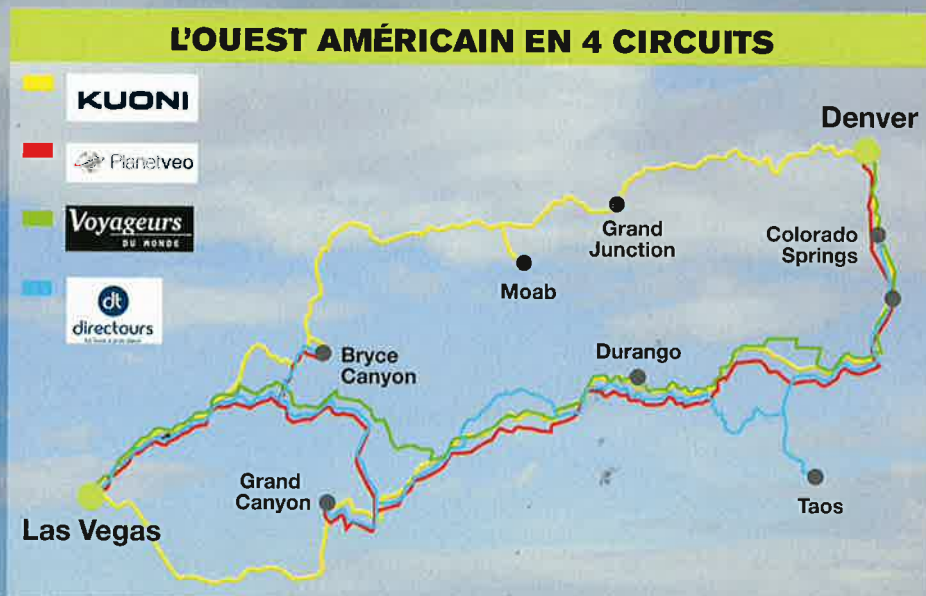 L'OUEST AMÉRICAIN EN 4 CIRCUITS
KUONI
Planetveo
Voyageurs
DU MONDE
dt
directours
Denver
Grand
Junction
Colorado
Springs
Moab
Bryce
Canyon
Durango
Grand
Canyon
Las Vegas
Taos